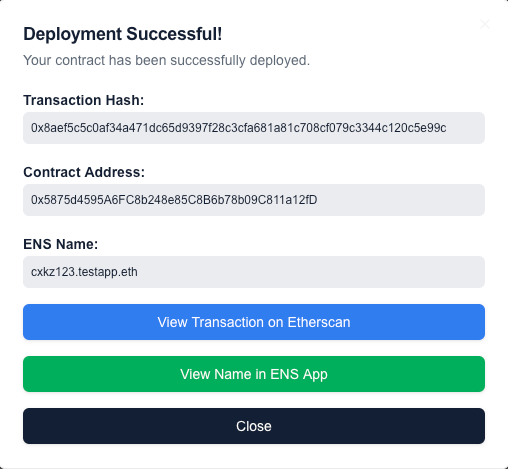 Deployment Successful!
Your contract has been successfully deployed.
Transaction Hash:
0x8aef5c5c0af34a471dc65d9397f28c3cfa681a81c708cf079c3344c120c5e99c
Contract Address:
0x5875d4595A6FC8b248e85C8B6b78b09C811a12fD
ENS Name:
cxkz123.testapp.eth
View Transaction on Etherscan
View Name in ENS App
Close